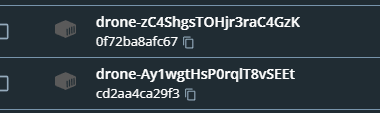 drone-zC4ShgsTOHjr3raC4GzK
0f72ba8afc67
drone-Ay1wgtHsP0rqlT8vSEEt
cd2aa4ca29f3